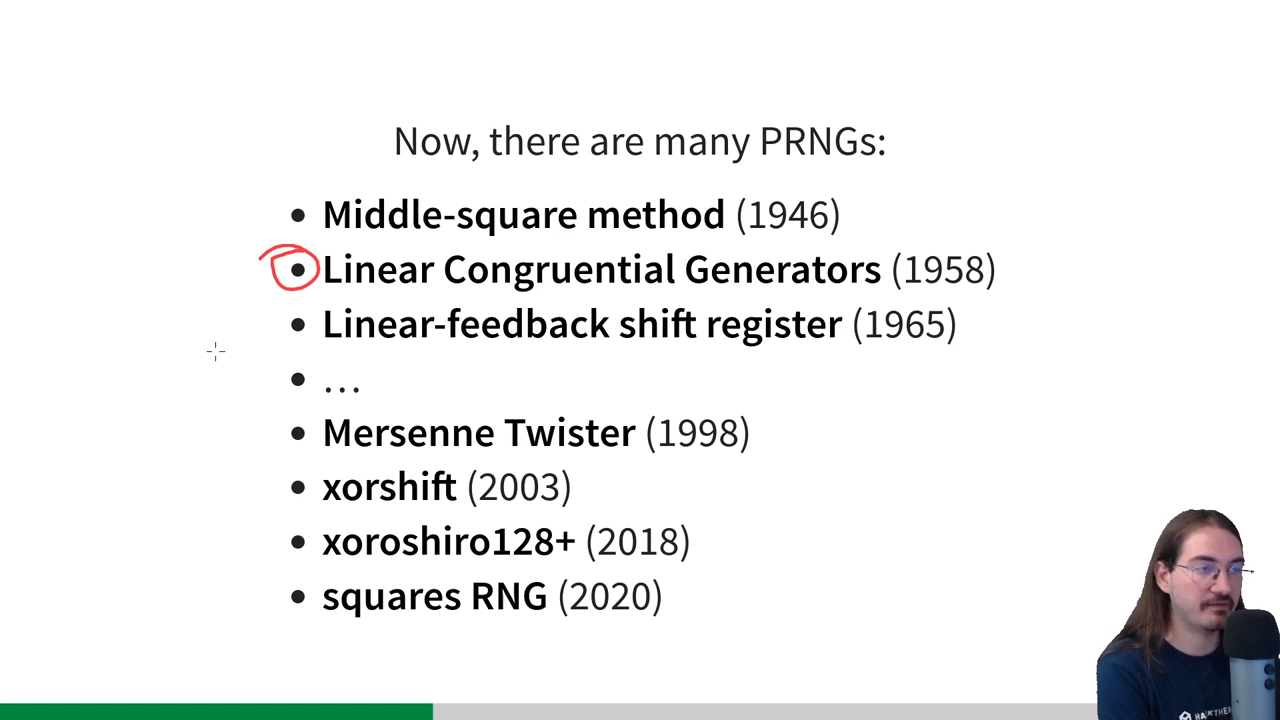 Now, there are many PRNGs:
• Middle-square method (1946)
• Linear Congruential Generators (1958)
• Linear-feedback shift register (1965)
• ...
• Mersenne Twister (1998)
• xorshift (2003)
• xoroshiro128+ (2018)
• squares RNG (2020)